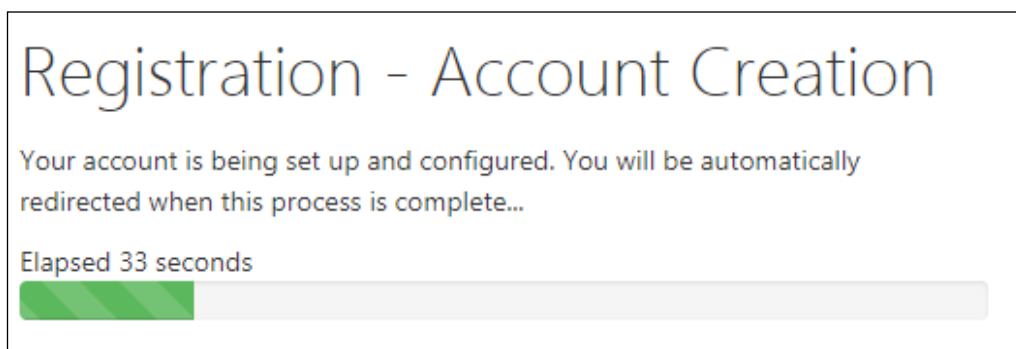 Registration - Account Creation
Your account is being set up and configured. You will be automatically
redirected when this process is complete...
Elapsed 33 seconds